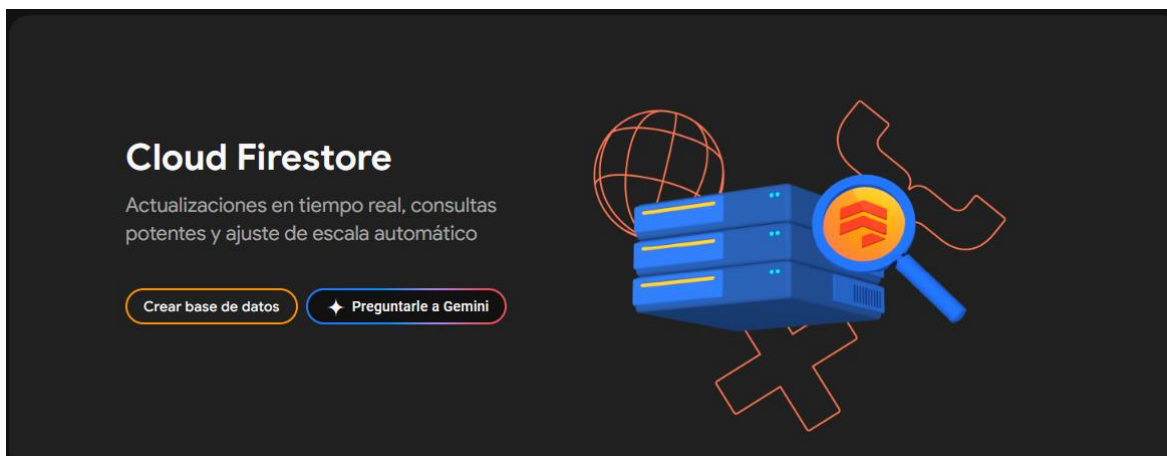 Cloud Firestore
Actualizaciones en tiempo real, consultas
potentes y ajuste de escala automático
Crear base de datos
Preguntarle a Gemini